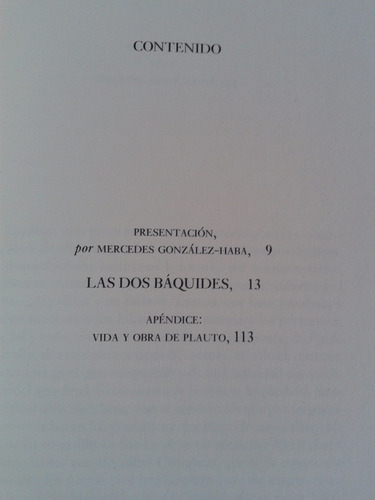 CONTENIDO
PRESENTACIÓN,
por MERCEDES GONZÁLEZ-HABA, 9
LAS DOS BÁQUIDES, 13
APÉNDICE:
VIDA Y OBRA DE PLAUTO, 113